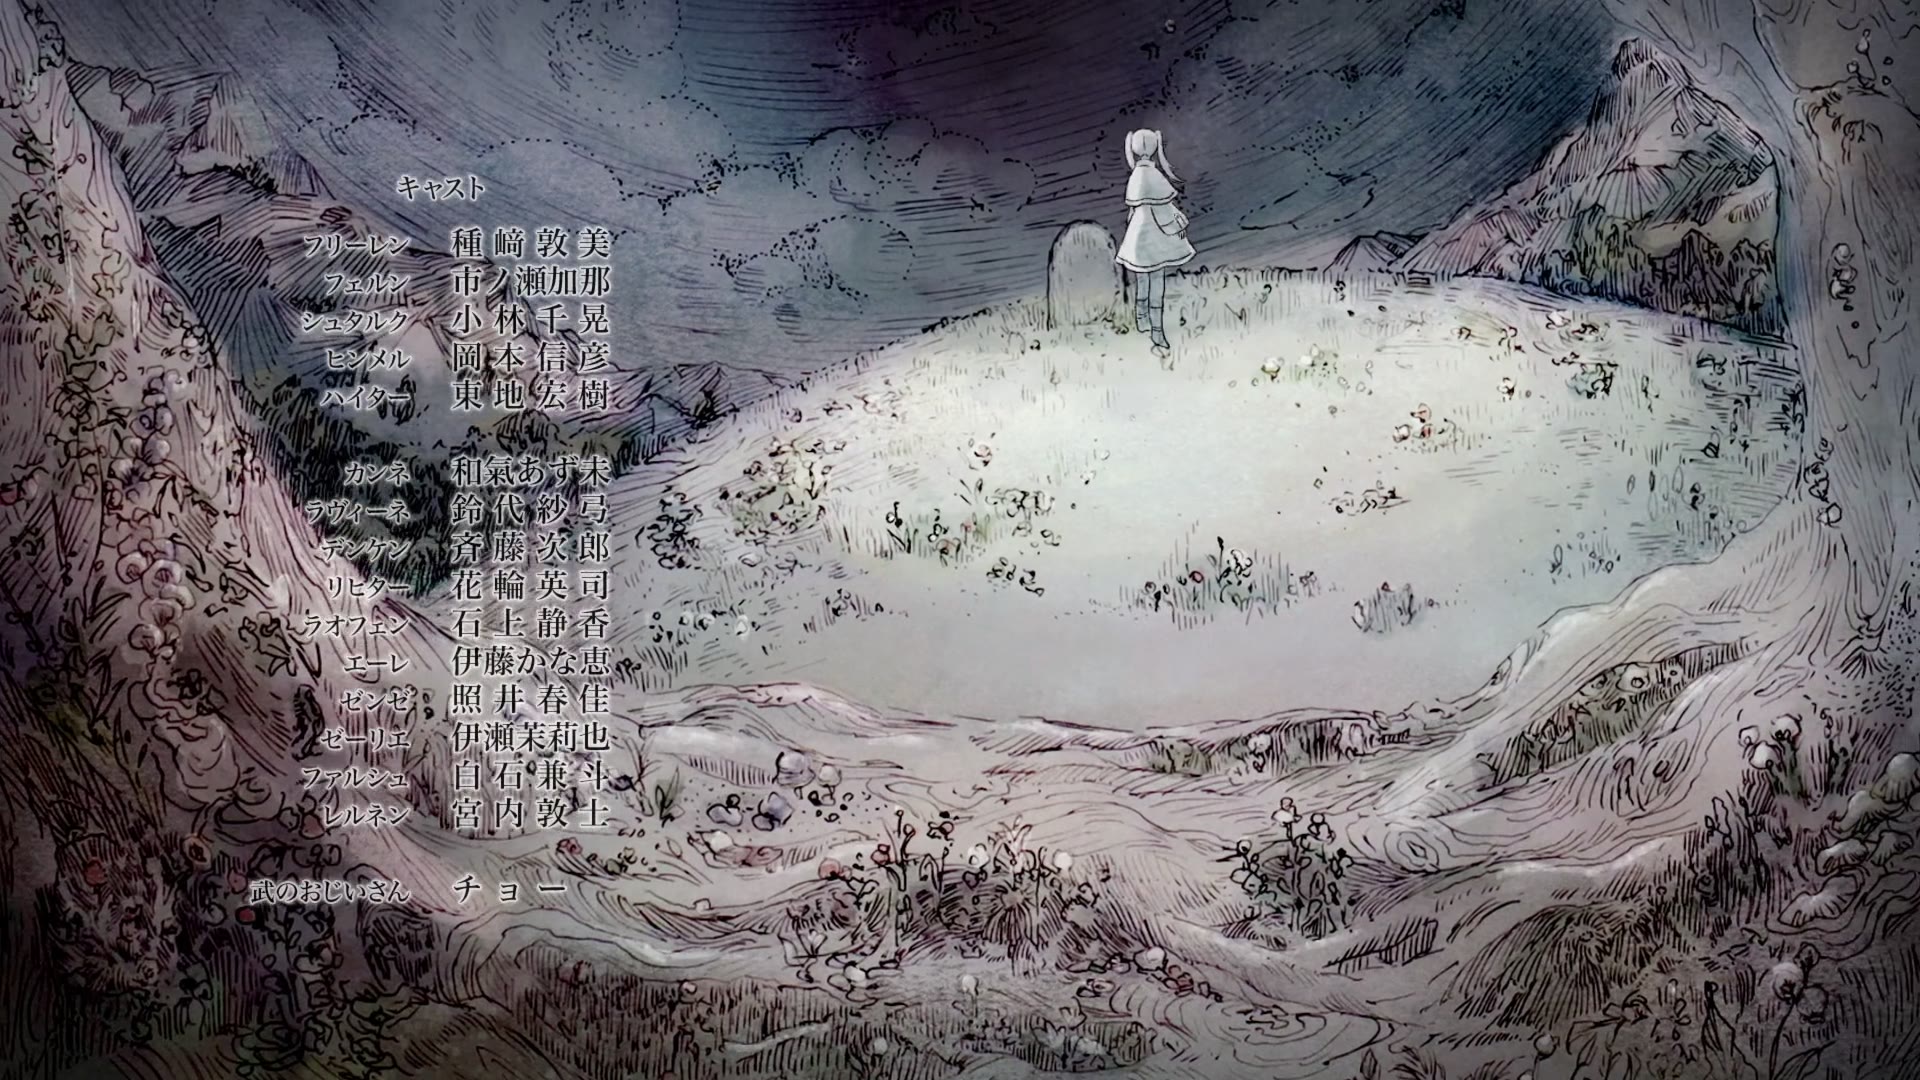 キャスト
フリーレン 種﨑敦美
フェルン 市ノ瀬加那
シュタルク 小林千晃
ヒンメル 岡本信彦
ハイター 東地宏樹
カンネ 和氣あず未
ラヴィーネ 鈴代紗弓
デンケン 斉藤次郎
リヒター 花輪英司
ラオフェン 石上静香
エーレ 伊藤かな恵
ゼンゼ 照井春佳
ゼーリエ 伊瀬茉莉也
ファルシュ 白石兼斗
レルネン 宮内敦士
武のおじいさん チョー